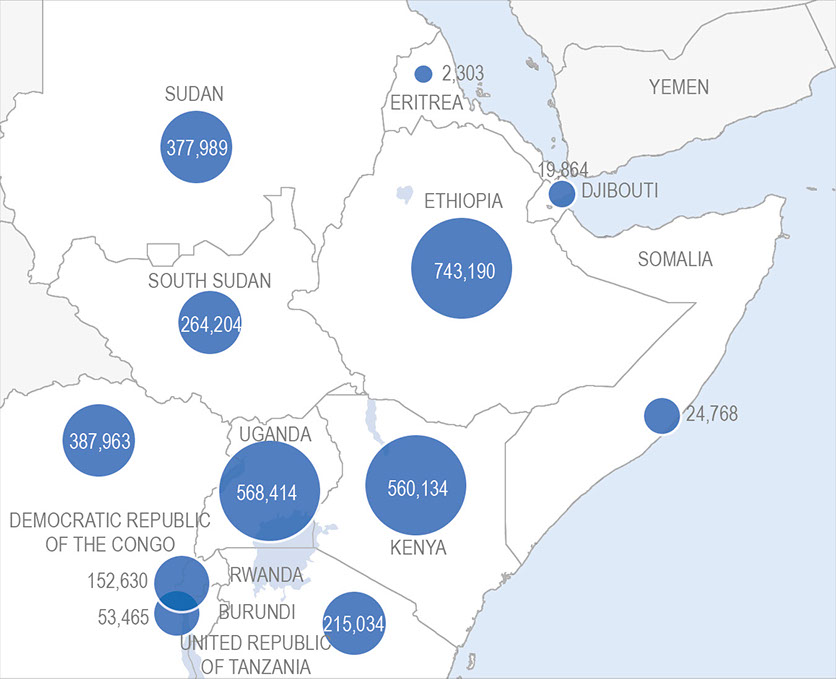 2,303
SUDAN
YEMEN
ERITREA
377,989
19,864
DJIBOUTI
ETHIOPIA
SOMALIA
743,190
SOUTH SUDAN
264,204
24,768
UGANDA
387,963
560,134
568,414
DEMOCRATIC REPUBLIC
OF THE CONGO
KENYA
152,630
RWANDA
53,465
BURUNDI
215,034
UNITED REPUBLIC
OF TANZANIA